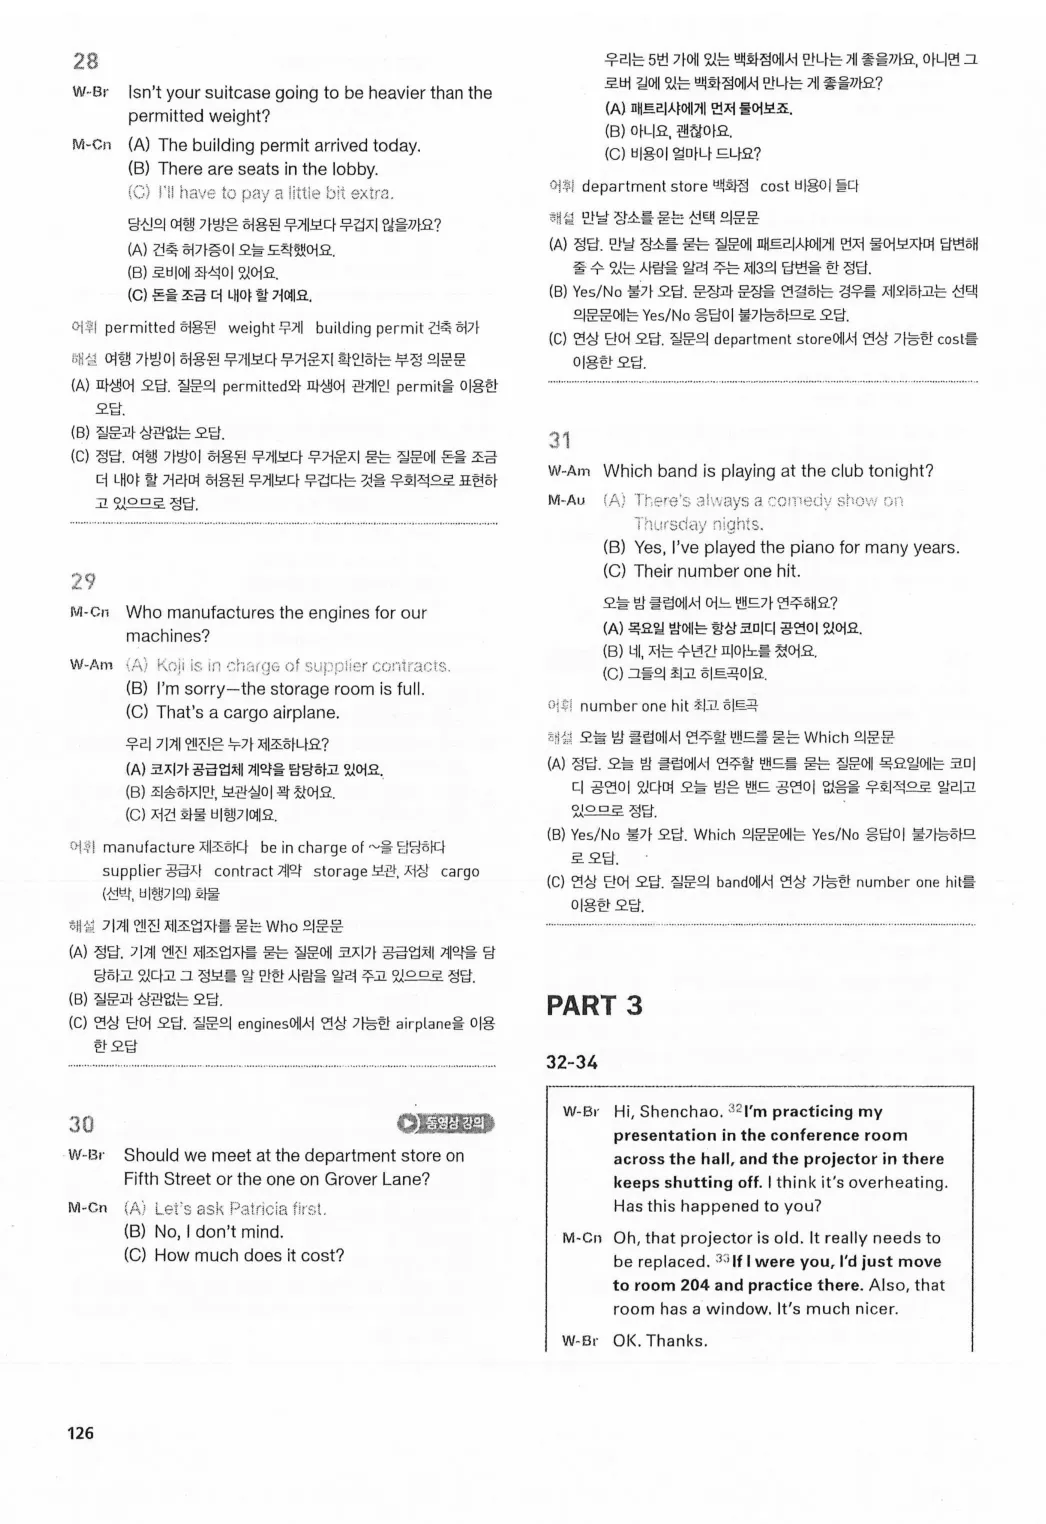 28
W-Br Isn't your suitcase going to be heavier than the
permitted weight?
M-Cn (A) The building permit arrived today.
(B) There are seats in the lobby.
(C) I'll have to pay a little bit extra.
당신의 여행 가방은 허용된 무게보다 무겁지 않을까요?
(A) 건축 허가증이 오늘 도착했어요.
(B) 로비에 좌석이 있어요.
(C) 돈을 조금 더 내야 할 거예요.
어휘 permitted 허용된 weight 무게 building permit 건축 허가
해설 여행 가방이 허용된 무게보다 무거운지 확인하는 부정 의문문
(A) 파생어 오답. 질문의 permitted와 파생어 관계인 permit을 이용한
오답.
(B) 질문과 상관없는 오답.
(C) 정답. 여행 가방이 허용된 무게보다 무거운지 묻는 질문에 돈을 조금
더 내야 할 거라며 허용된 무게보다 무겁다는 것을 우회적으로 표현하
고 있으므로 정답.
29
M-Cn Who manufactures the engines for our
machines?
W-Am (A) Koji is in charge of supplier contracts.
(B) I'm sorry—the storage room is full.
(C) That's a cargo airplane.
우리 기계 엔진은 누가 제조하나요?
(A) 코지가 공급업체 계약을 담당하고 있어요.
(B) 죄송하지만, 보관실이 꽉 찼어요.
(C) 저건 화물 비행기예요.
어휘 manufacture 제조하다 be in charge of ~을 담당하다
supplier 공급자 contract 계약 storage 보관, 저장 cargo
(선박, 비행기의) 화물
해설 기계 엔진 제조업자를 묻는 Who 의문문
(A) 정답. 기계 엔진 제조업자를 묻는 질문에 코지가 공급업체 계약을 담
당하고 있다고 그 정보를 알 만한 사람을 알려 주고 있으므로 정답.
(B) 질문과 상관없는 오답.
(C) 연상 단어 오답. 질문의 engines에서 연상 가능한 airplane을 이용
한 오답
30 동영상 강의
W-Br Should we meet at the department store on
Fifth Street or the one on Grover Lane?
M-Cn (A) Let's ask Patricia first.
(B) No, I don't mind.
(C) How much does it cost?
126
우리는 5번 가에 있는 백화점에서 만나는 게 좋을까요, 아니면 그
로버 길에 있는 백화점에서 만나는 게 좋을까요?
(A) 패트리샤에게 먼저 물어보죠.
(B) 아니요, 괜찮아요.
(C) 비용이 얼마나 드나요?
어휘 department store 백화점 cost 비용이 들다
해설 만날 장소를 묻는 선택 의문문
(A) 정답. 만날 장소를 묻는 질문에 패트리샤에게 먼저 물어보자며 답변해
줄 수 있는 사람을 알려 주는 제3의 답변을 한 정답.
(B) Yes/No 불가 오답. 문장과 문장을 연결하는 경우를 제외하고는 선택
의문문에는 Yes/No 응답이 불가능하므로 오답.
(C) 연상 단어 오답. 질문의 department store에서 연상 가능한 cost를
이용한 오답.
31
W-Am Which band is playing at the club tonight?
M-Au (A) There's always a comedy show on
Thursday nights.
(B) Yes, I've played the piano for many years.
(C) Their number one hit.
오늘 밤 클럽에서 어느 밴드가 연주해요?
(A) 목요일 밤에는 항상 코미디 공연이 있어요.
(B) 네, 저는 수년간 피아노를 쳤어요.
(C) 그들의 최고 히트곡이요.
어휘 number one hit 최고 히트곡
해설 오늘 밤 클럽에서 연주할 밴드를 묻는 Which 의문문
(A) 정답. 오늘 밤 클럽에서 연주할 밴드를 묻는 질문에 목요일에는 코미
디 공연이 있다며 오늘 밤은 밴드 공연이 없음을 우회적으로 알리고
있으므로 정답.
(B) Yes/No 불가 오답. Which 의문문에는 Yes/No 응답이 불가능하므
로 오답.
(C) 연상 단어 오답. 질문의 band에서 연상 가능한 number one hit를
이용한 오답.
PART 3
32-34
W-Br Hi, Shenchao. 32I'm practicing my
presentation in the conference room
across the hall, and the projector in there
keeps shutting off. I think it's overheating.
Has this happened to you?
M-Cn Oh, that projector is old. It really needs to
be replaced. 33If I were you, I'd just move
to room 204 and practice there. Also, that
room has a window. It's much nicer.
W-Br OK. Thanks.